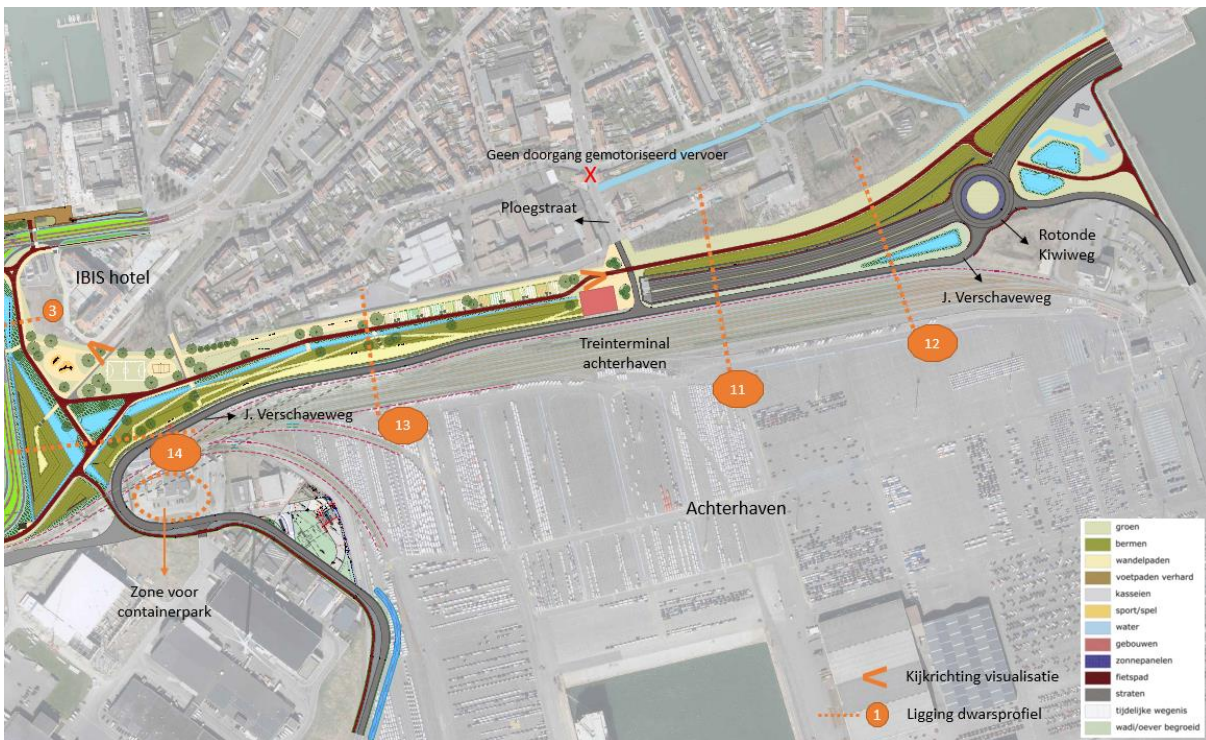 Geen doorgang gemotoriseerd vervoer
X
Ploegstraat
IBIS hotel
3
Rotonde
Kiwiweg
J. Verschaveweg
12
Treinterminal
achterhaven
11
J. Verschaveweg
13
14
Achterhaven
Zone voor
containerpark
groen
bermen
wandelpaden
voetpaden verhard
kasseien
sport/spel
water
gebouwen
zonnepanelen
fietspad
straten
tijdelijke wegenis
wadi/oever begroeid
Kijkrichting visualisatie
1 Ligging dwarsprofiel